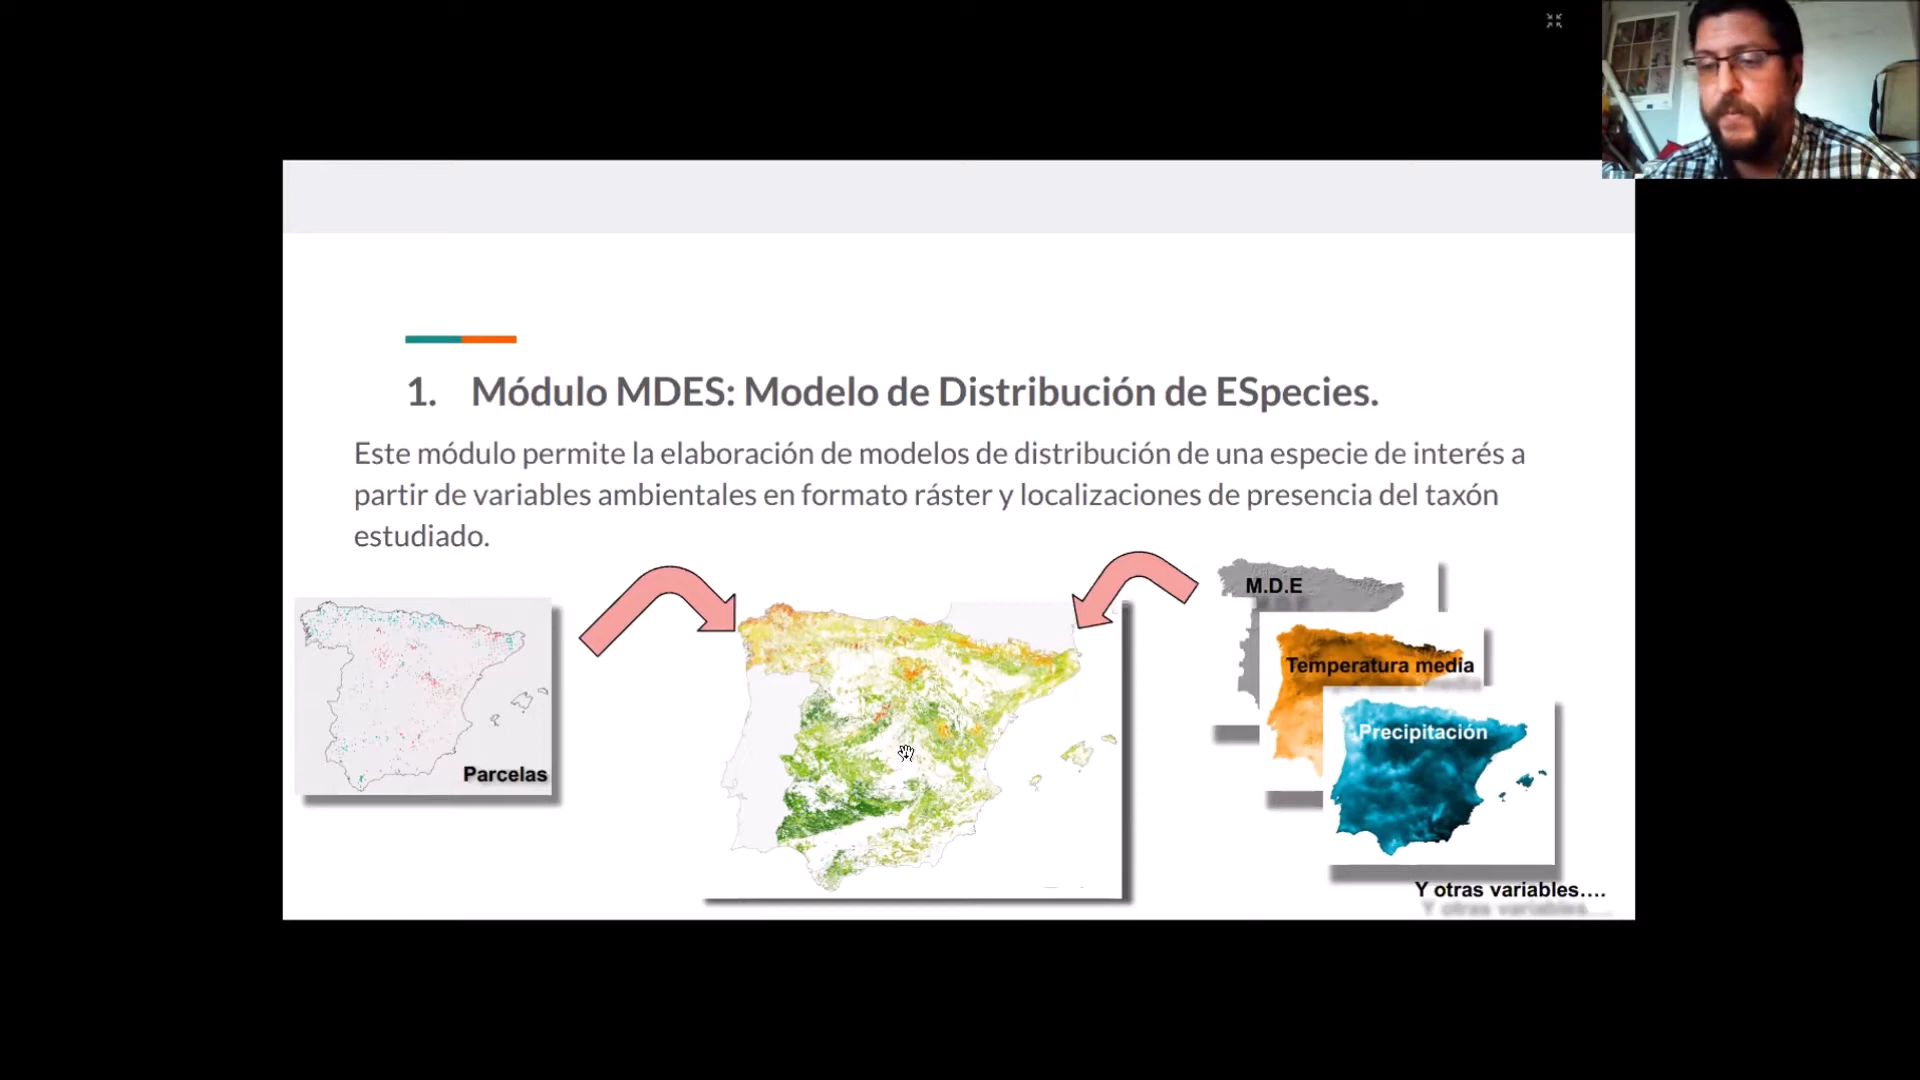 1. Módulo MDES: Modelo de Distribución de ESpecies.
Este módulo permite la elaboración de modelos de distribución de una especie de interés a
partir de variables ambientales en formato ráster y localizaciones de presencia del taxón
estudiado.
M.D.E
Temperatura media
Precipitación
Parcelas
Y otras variables....